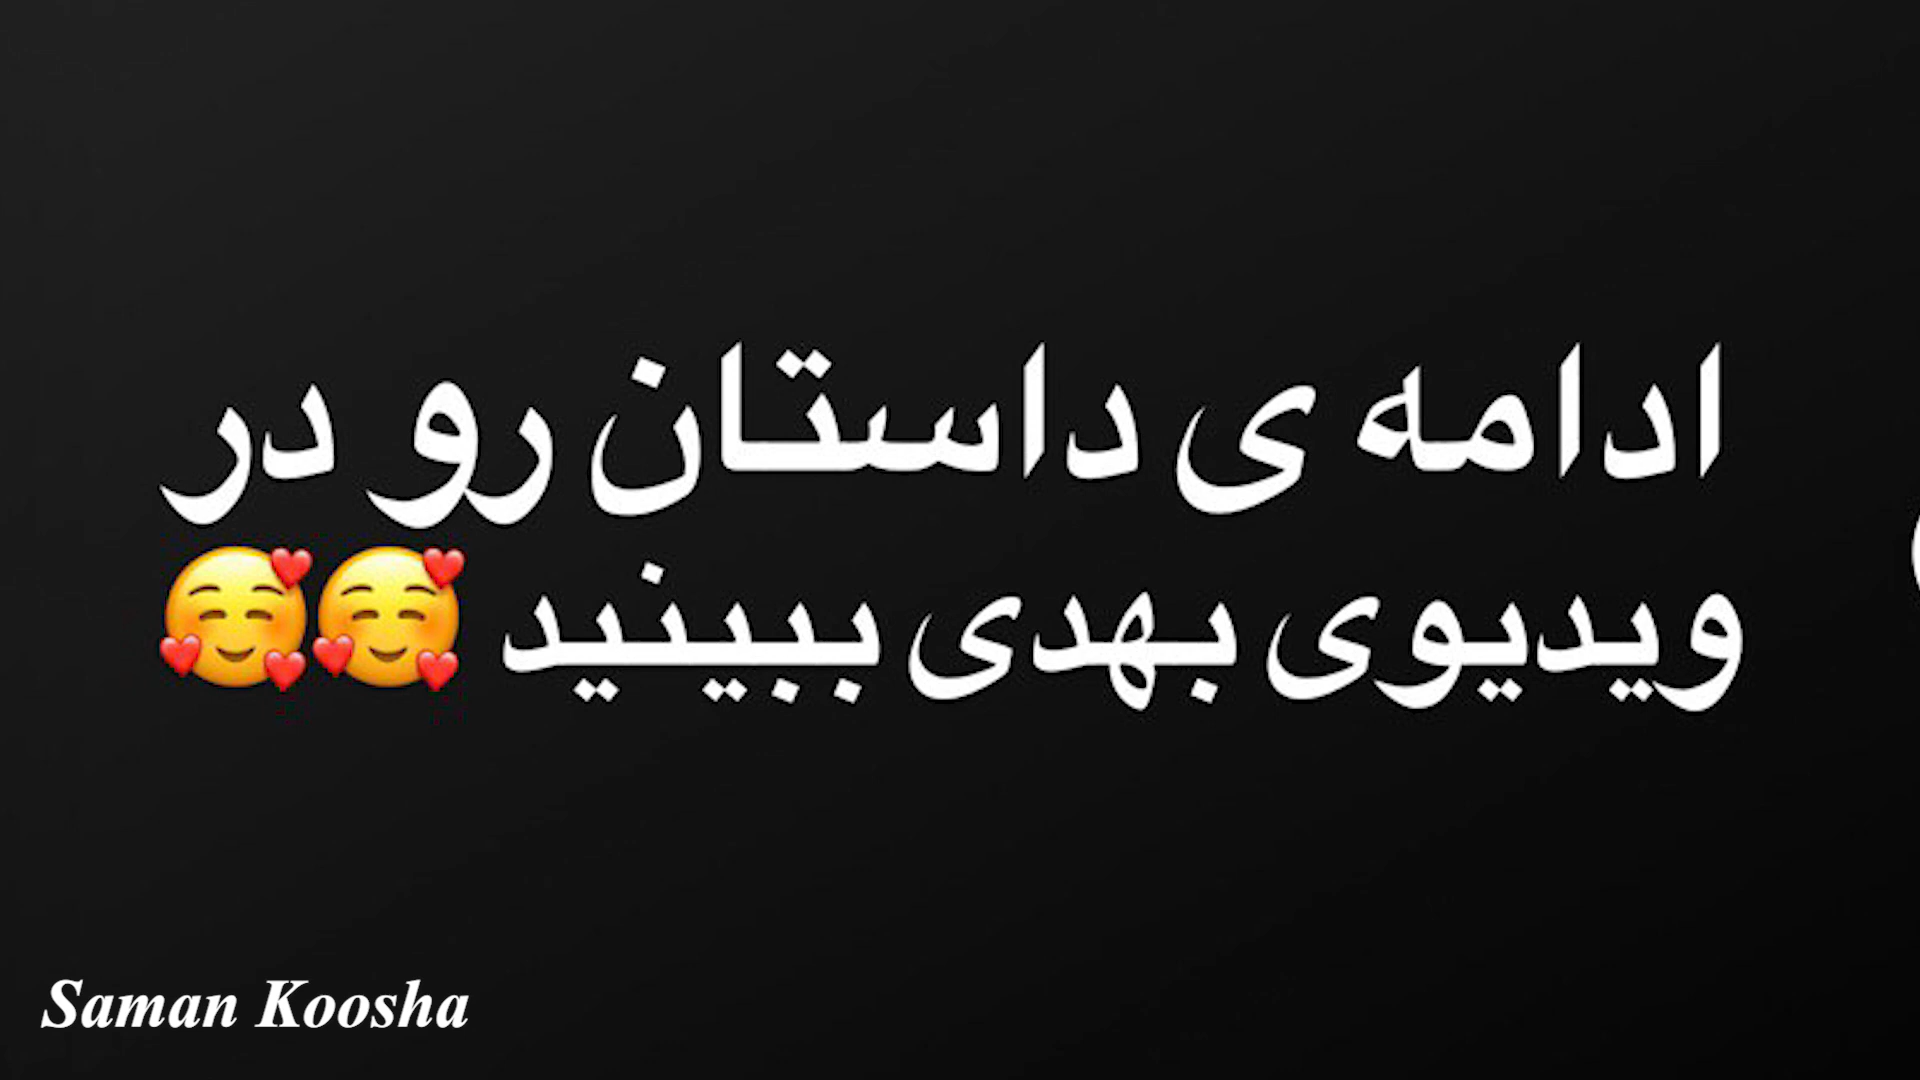 ادامه ی داستان رو در
ویدیوی بهدی ببینید 🥰🥰
Saman Koosha